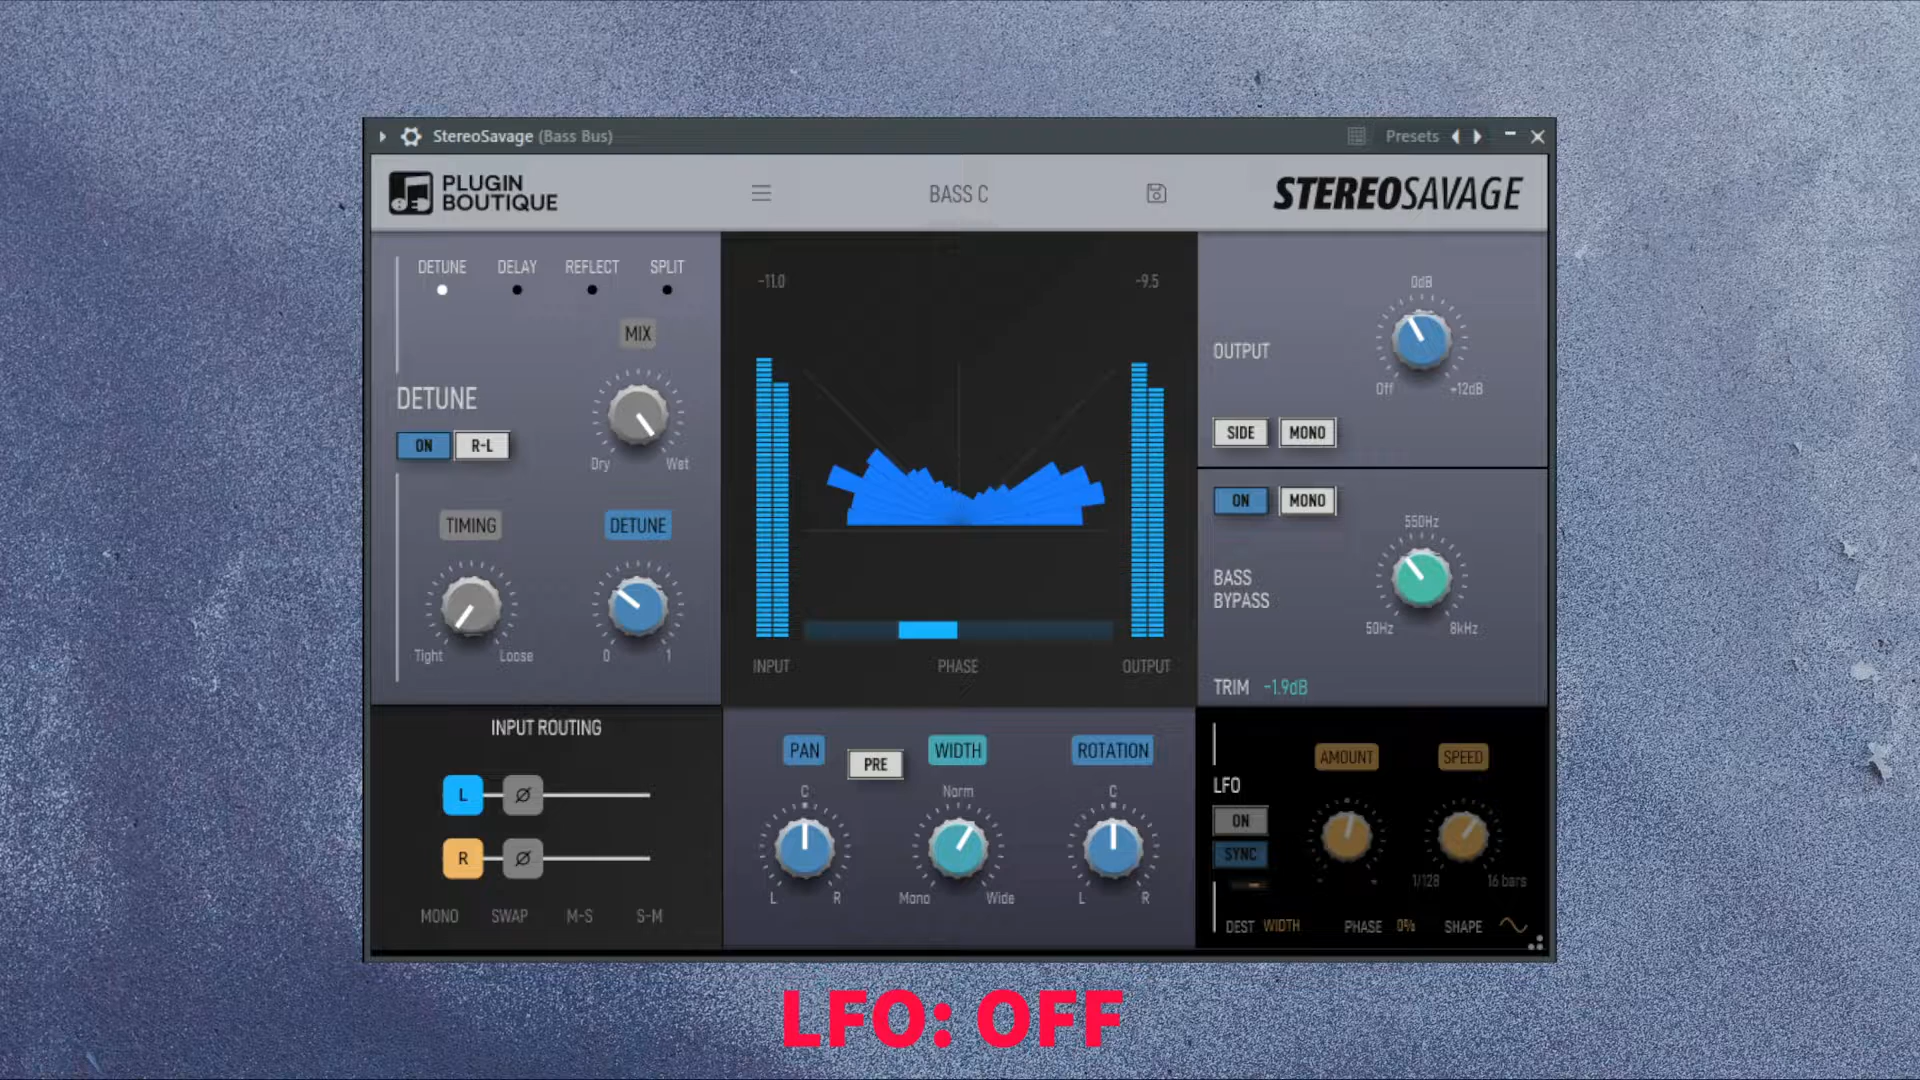 StereoSavage (Bass Bus)
Presets
PLUGIN
BOUTIQUE
BASS C
STEREOSAVAGE
DETUNE DELAY REFLECT SPLIT
MIX
DETUNE
ON R-L
Dry Wet
TIMING DETUNE
Tight Loose
0 1
-11.0
-9.5
INPUT PHASE OUTPUT
0dB
OUTPUT
Off +12dB
SIDE MONO
ON MONO
550Hz
BASS
BYPASS
50Hz 8kHz
TRIM -1.9dB
INPUT ROUTING
L Ø
R Ø
MONO SWAP M-S S-M
PAN PRE WIDTH ROTATION
C Norm C
L R Mono Wide L R
AMOUNT SPEED
LFO
ON
SYNC
- - 1/128 16 bars
DEST WIDTH PHASE 0% SHAPE
LFO: OFF